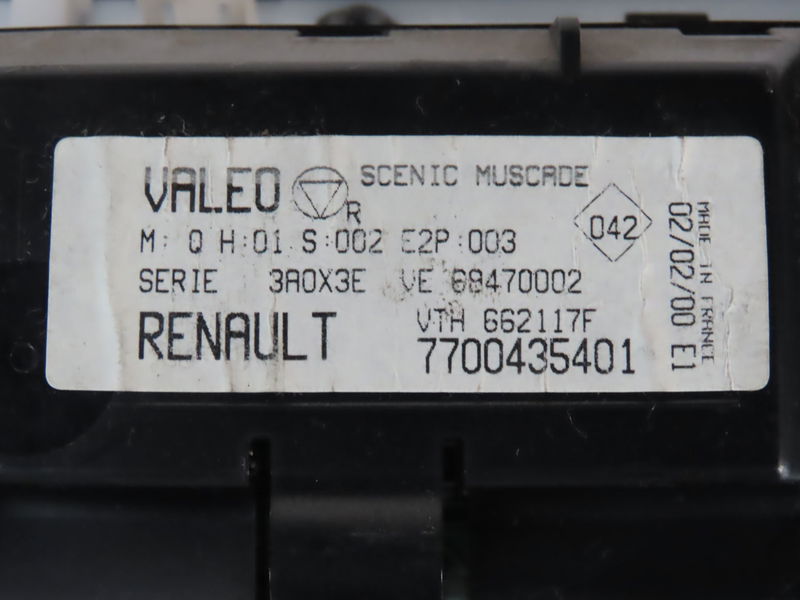 VALEO R SCENIC MUSCADE
M: Q H:01 S:002 E2P:003
042
SERIE 3A0X3E VE 69470002
RENAULT VTH 662117F
7700435401
MADE IN FRANCE
02/02/00 E1